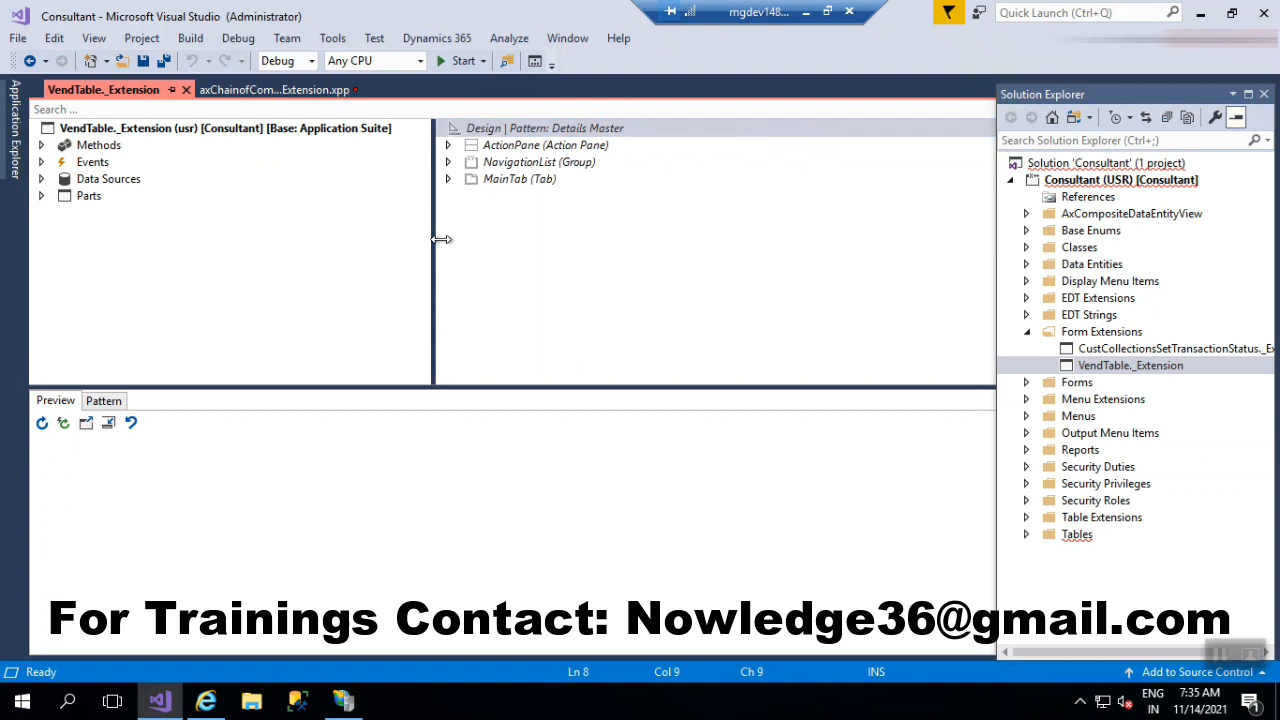 Consultant - Microsoft Visual Studio (Administrator)
mgdev148...
Quick Launch (Ctrl+Q)
File Edit View Project Build Debug Team Tools Test Dynamics 365 Analyze Window Help
Debug Any CPU Start
Application Explorer
VendTable._Extension axChainofCom...Extension.xpp
Search ...
VendTable._Extension (usr) [Consultant] [Base: Application Suite]
Methods
Events
Data Sources
Parts
Design | Pattern: Details Master
ActionPane (Action Pane)
NavigationList (Group)
MainTab (Tab)
Preview Pattern
Solution Explorer
Search Solution Explorer (Ctrl+;)
Solution 'Consultant' (1 project)
Consultant (USR) [Consultant]
References
AxCompositeDataEntityView
Base Enums
Classes
Data Entities
Display Menu Items
EDT Extensions
EDT Strings
Form Extensions
CustCollectionsSetTransactionStatus._Ex
VendTable._Extension
Forms
Menu Extensions
Menus
Output Menu Items
Reports
Security Duties
Security Privileges
Security Roles
Table Extensions
Tables
For Trainings Contact: Nowledge36@gmail.com
Ready Ln 8 Col 9 Ch 9 INS Add to Source Control
ENG
IN
7:35 AM
11/14/2021
1